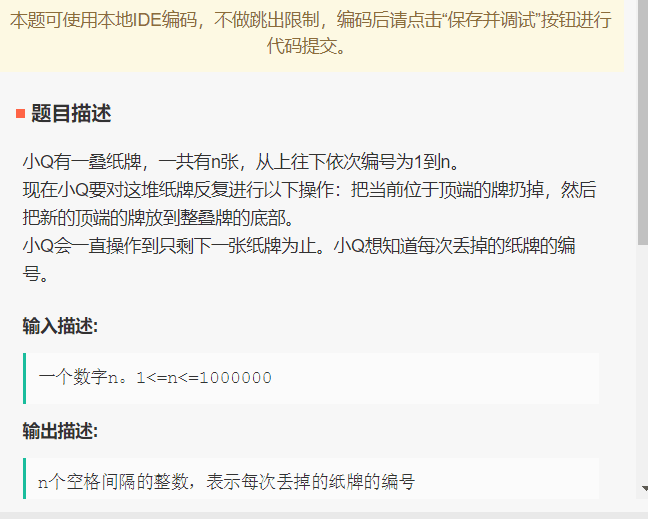 本题可使用本地IDE编码，不做跳出限制，编码后请点击“保存并调试”按钮进行
代码提交。
题目描述
小Q有一叠纸牌，一共有n张，从上往下依次编号为1到n。
现在小Q要对这堆纸牌反复进行以下操作：把当前位于顶端的牌扔掉，然后
把新的顶端的牌放到整叠牌的底部。
小Q会一直操作到只剩下一张纸牌为止。小Q想知道每次丢掉的纸牌的编
号。
输入描述:
一个数字n。1<=n<=1000000
输出描述:
n个空格间隔的整数，表示每次丢掉的纸牌的编号